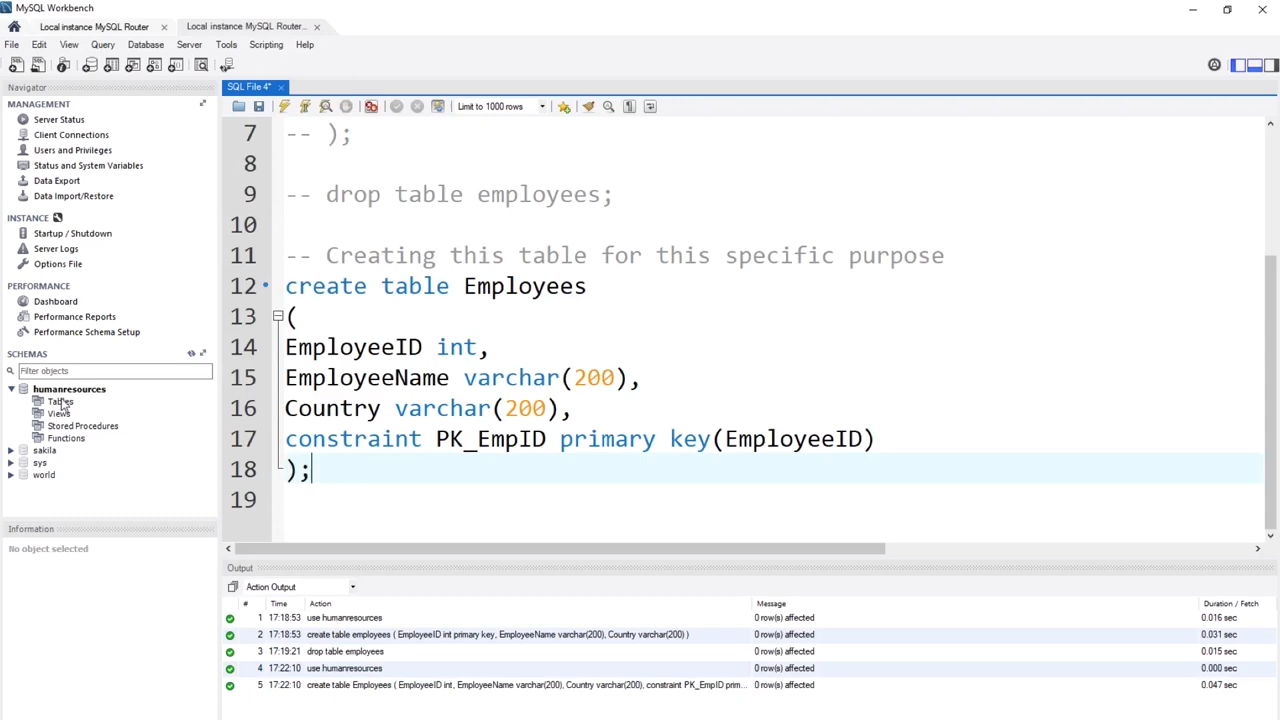 MySQL Workbench
Local instance MySQL Router
Local instance MySQL Router...
File Edit View Query Database Server Tools Scripting Help
Navigator
MANAGEMENT
Server Status
Client Connections
Users and Privileges
Status and System Variables
Data Export
Data Import/Restore
INSTANCE
Startup / Shutdown
Server Logs
Options File
PERFORMANCE
Dashboard
Performance Reports
Performance Schema Setup
SCHEMAS
Filter objects
humanresources
Tables
Views
Stored Procedures
Functions
sakila
sys
world
Information
No object selected
SQL File 4*
Limit to 1000 rows
7 -- );
8
9 -- drop table employees;
10
11 -- Creating this table for this specific purpose
12 create table Employees
13 (
14 EmployeeID int,
15 EmployeeName varchar(200),
16 Country varchar(200),
17 constraint PK_EmpID primary key(EmployeeID)
18 );
19
Output
Action Output
# Time Action Message Duration / Fetch
1 17:18:53 use humanresources 0 row(s) affected 0.016 sec
2 17:18:53 create table employees ( EmployeeID int primary key, EmployeeName varchar(200), Country varchar(200) ) 0 row(s) affected 0.031 sec
3 17:19:21 drop table employees 0 row(s) affected 0.015 sec
4 17:22:10 use humanresources 0 row(s) affected 0.000 sec
5 17:22:10 create table Employees ( EmployeeID int, EmployeeName varchar(200), Country varchar(200), constraint PK_EmpID prim... 0 row(s) affected 0.047 sec